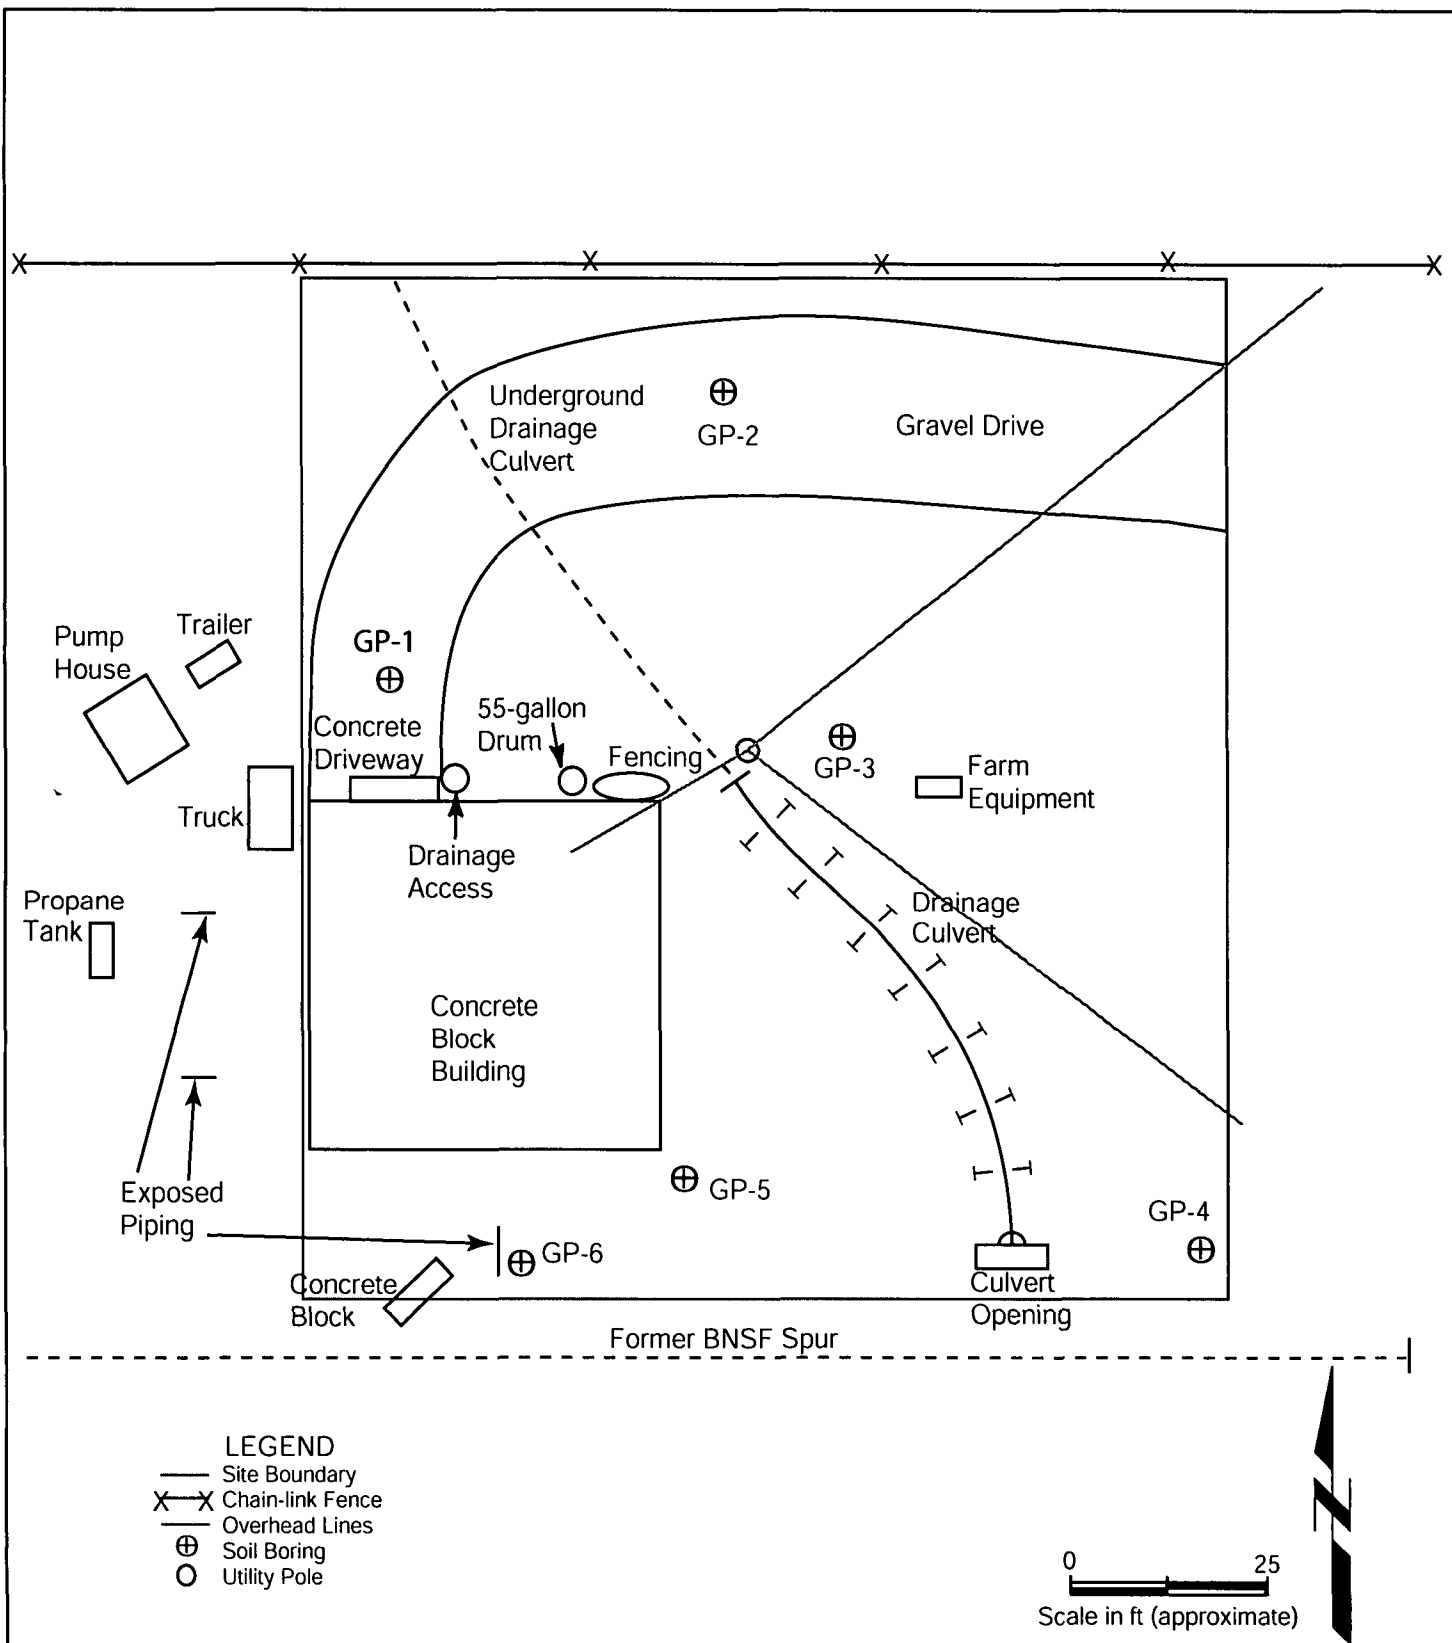 Underground
Drainage
Culvert
GP-2
Gravel Drive
Pump
House
Trailer
GP-1
Concrete
Driveway
55-gallon
Drum
Fencing
GP-3
Farm
Equipment
Truck
Drainage
Access
Propane
Tank
Drainage
Culvert
Concrete
Block
Building
Exposed
Piping
GP-5
GP-4
GP-6
Concrete
Block
Culvert
Opening
Former BNSF Spur
LEGEND
Site Boundary
X X Chain-link Fence
Overhead Lines
Soil Boring
Utility Pole
N
0 25
Scale in ft (approximate)